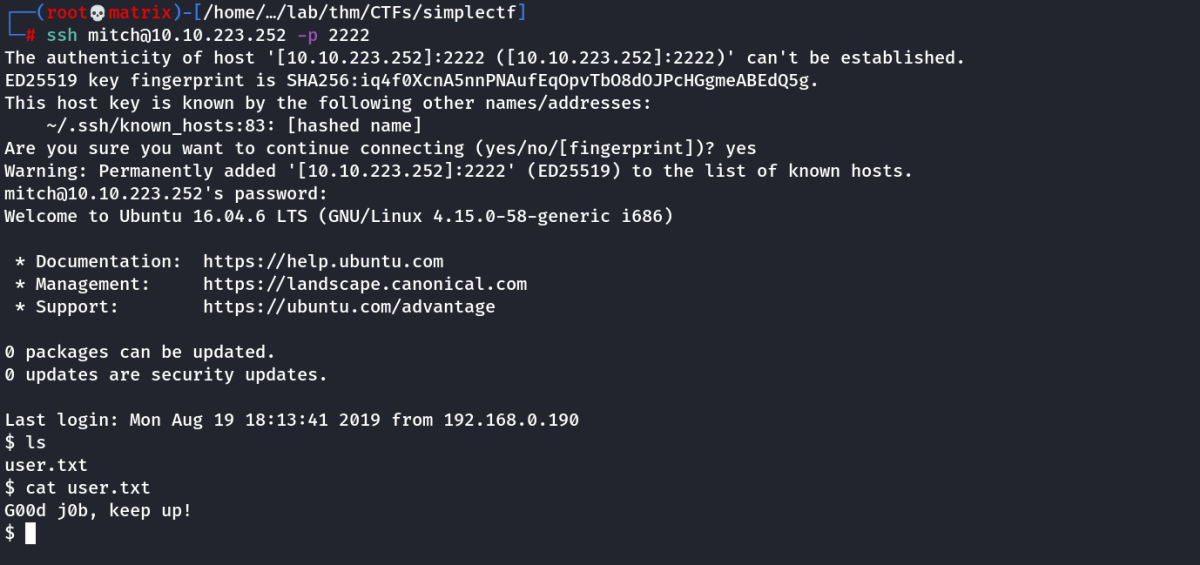 ┌──(root💀matrix)-[/home/…/lab/thm/CTFs/simplectf]
└─# ssh mitch@10.10.223.252 -p 2222
The authenticity of host '[10.10.223.252]:2222 ([10.10.223.252]:2222)' can't be established.
ED25519 key fingerprint is SHA256:iq4f0XcnA5nnPNAufEqOpvTbO8dOJPcHGgmeABEdQ5g.
This host key is known by the following other names/addresses:
    ~/.ssh/known_hosts:83: [hashed name]
Are you sure you want to continue connecting (yes/no/[fingerprint])? yes
Warning: Permanently added '[10.10.223.252]:2222' (ED25519) to the list of known hosts.
mitch@10.10.223.252's password:
Welcome to Ubuntu 16.04.6 LTS (GNU/Linux 4.15.0-58-generic i686)

 * Documentation:  https://help.ubuntu.com
 * Management:     https://landscape.canonical.com
 * Support:        https://ubuntu.com/advantage

0 packages can be updated.
0 updates are security updates.

Last login: Mon Aug 19 18:13:41 2019 from 192.168.0.190
$ ls
user.txt
$ cat user.txt
G00d j0b, keep up!
$